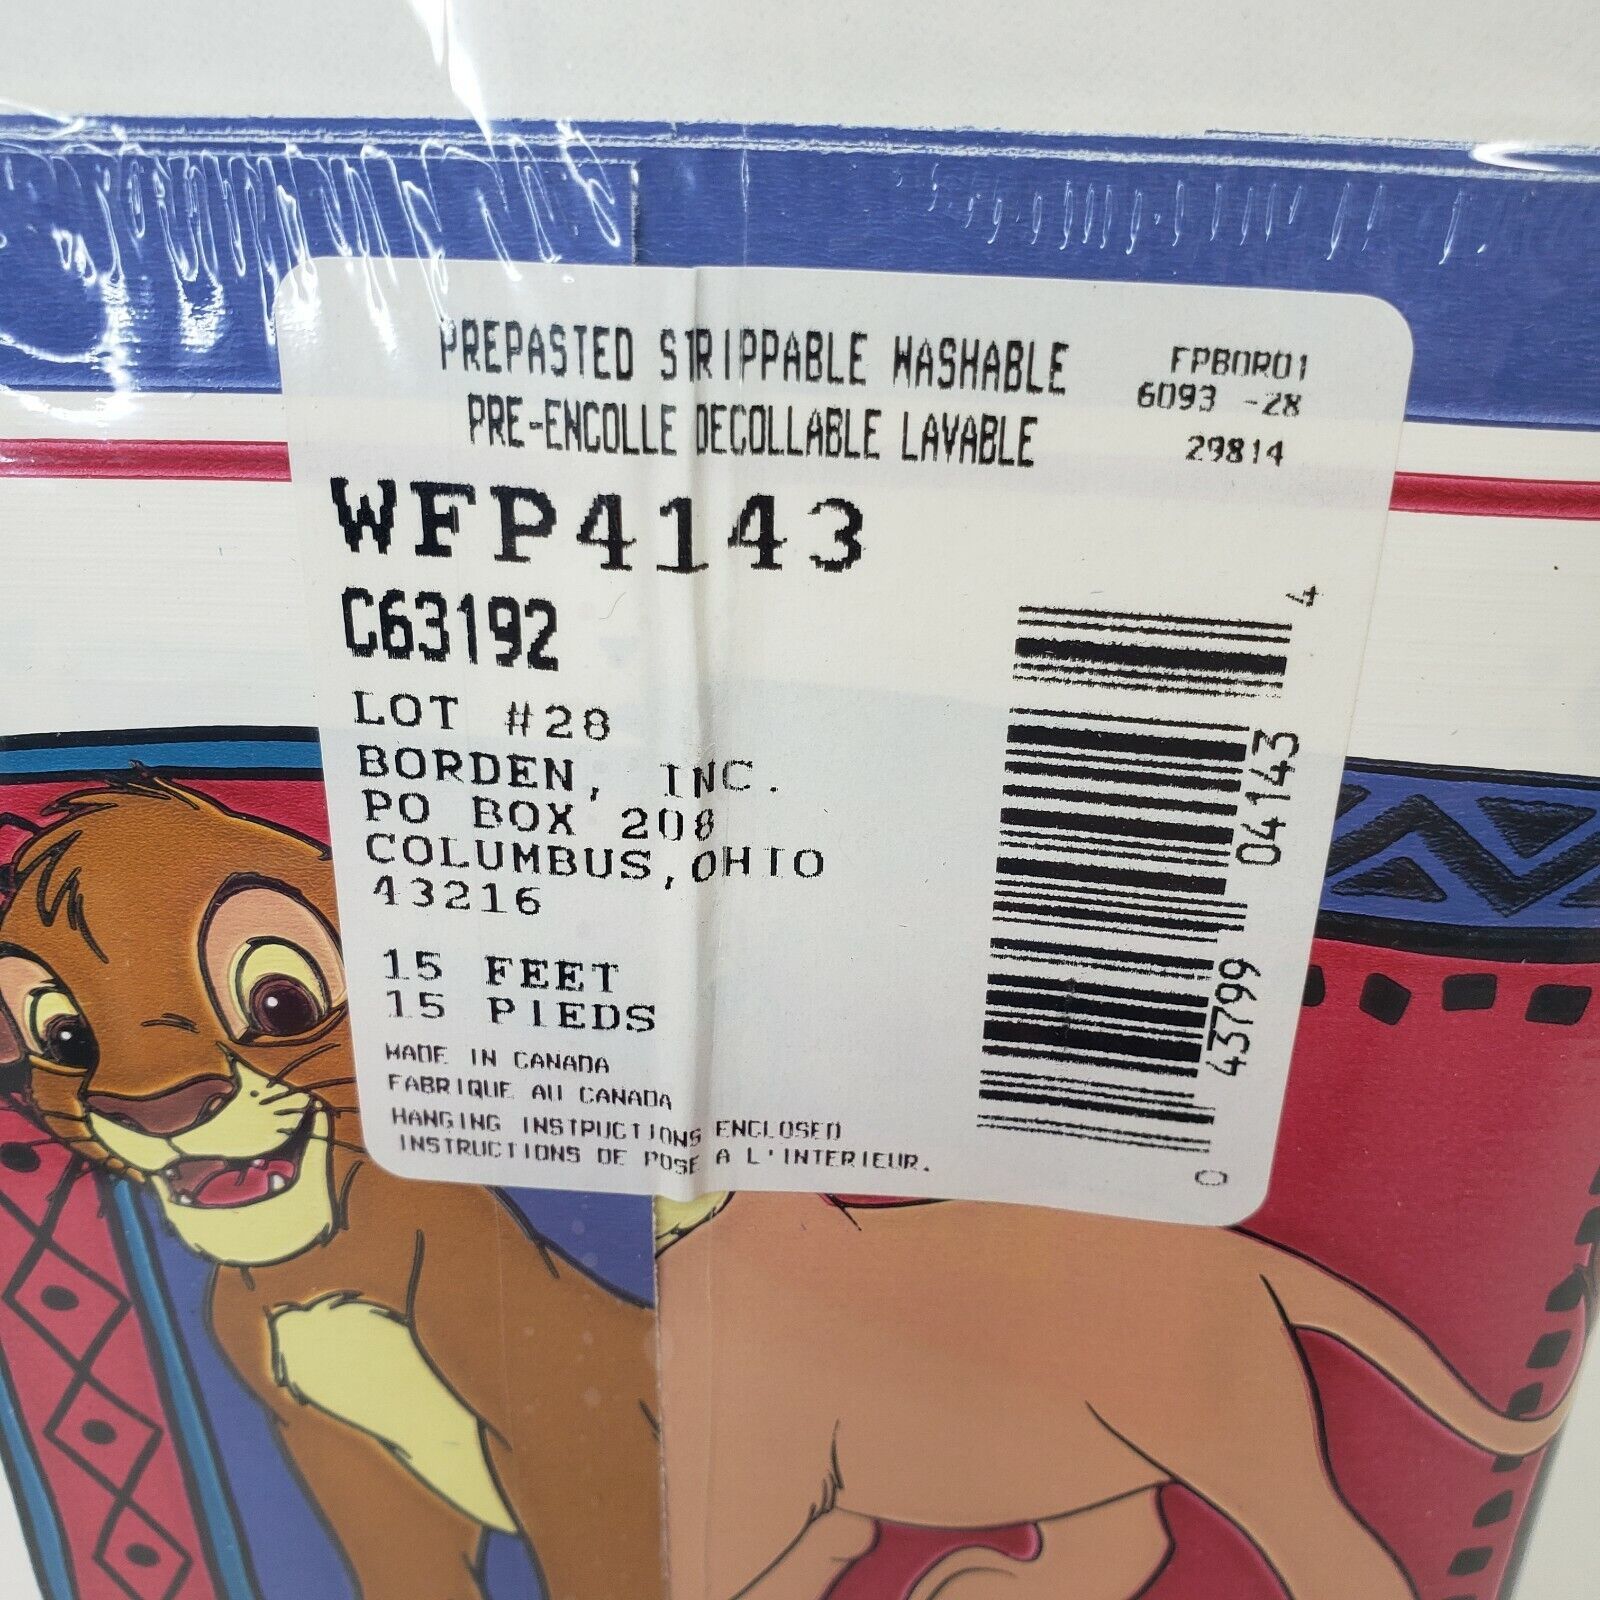 PREPASTED STRIPPABLE WASHABLE
PRE-ENCOLLE DECOLLABLE LAVABLE
FPBOR01
6093 -28
29814
WFP4143
C63192
LOT #28
BORDEN, INC.
PO BOX 208
COLUMBUS, OHIO
43216
15 FEET
15 PIEDS
MADE IN CANADA
FABRIQUE AU CANADA
HANGING INSTRUCTIONS ENCLOSED
INSTRUCTIONS DE POSE A L'INTERIEUR.
0 43799 04143 4